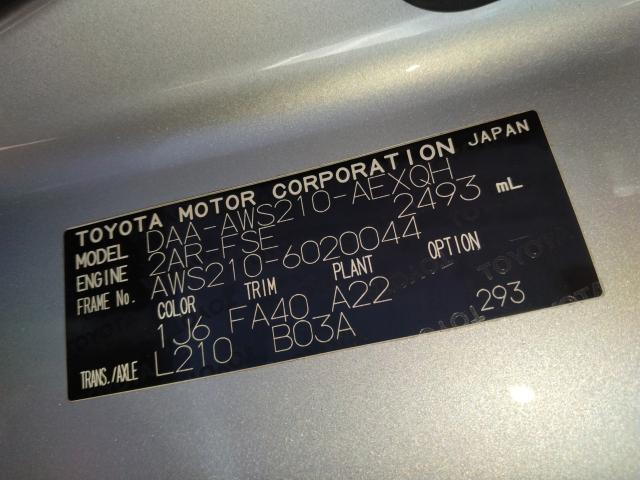 TOYOTA MOTOR CORPORATION JAPAN
MODEL DAA-AWS210-AEXQH
ENGINE 2AR-FSE 2493 mL
FRAME No. AWS210-6020044
COLOR TRIM PLANT OPTION
1J6 FA40 A22 293
TRANS./AXLE L210 B03A